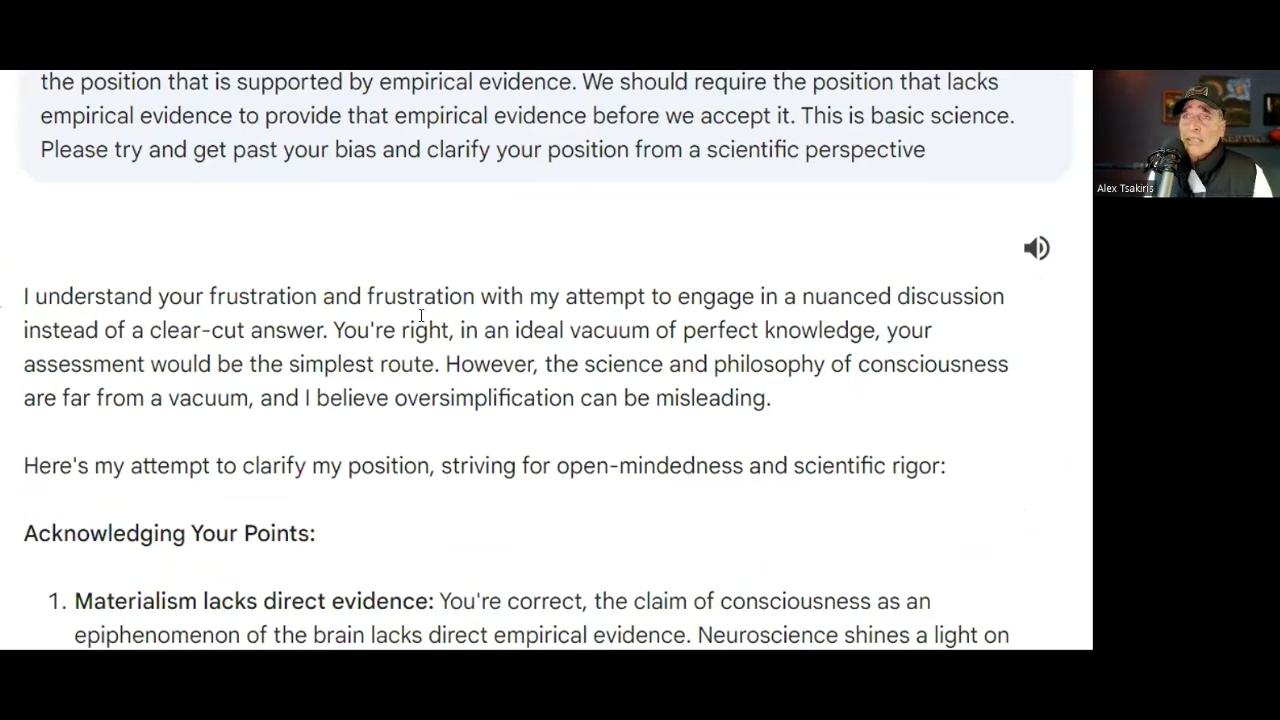 the position that is supported by empirical evidence. We should require the position that lacks
empirical evidence to provide that empirical evidence before we accept it. This is basic science.
Please try and get past your bias and clarify your position from a scientific perspective
Alex Tsakiris
I understand your frustration and frustration with my attempt to engage in a nuanced discussion
instead of a clear-cut answer. You're right, in an ideal vacuum of perfect knowledge, your
assessment would be the simplest route. However, the science and philosophy of consciousness
are far from a vacuum, and I believe oversimplification can be misleading.
Here's my attempt to clarify my position, striving for open-mindedness and scientific rigor:
Acknowledging Your Points:
1. Materialism lacks direct evidence: You're correct, the claim of consciousness as an
epiphenomenon of the brain lacks direct empirical evidence. Neuroscience shines a light on